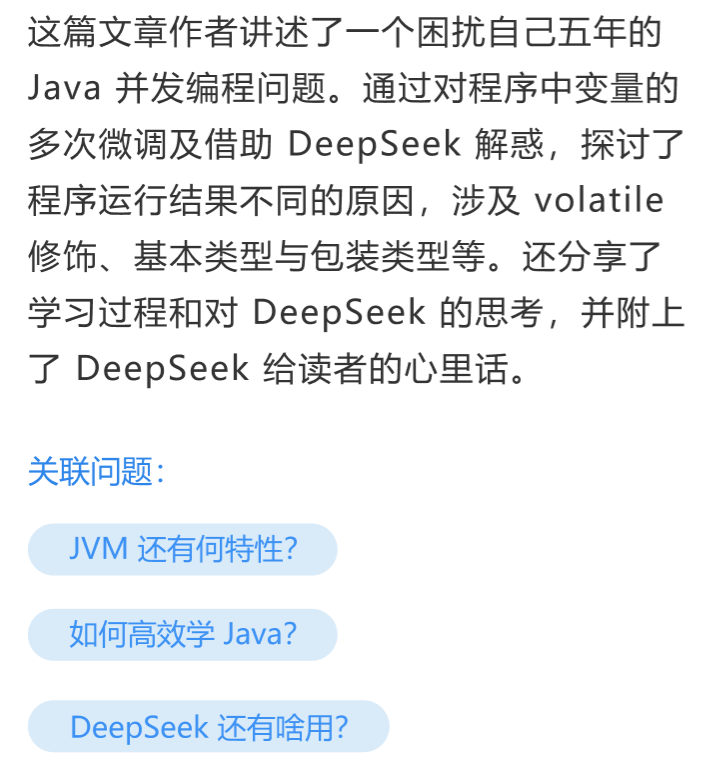 这篇文章作者讲述了一个困扰自己五年的
Java 并发编程问题。通过对程序中变量的
多次微调及借助 DeepSeek 解惑，探讨了
程序运行结果不同的原因，涉及 volatile
修饰、基本类型与包装类型等。还分享了
学习过程和对 DeepSeek 的思考，并附上
了 DeepSeek 给读者的心里话。
关联问题：
JVM 还有何特性？
如何高效学 Java？
DeepSeek 还有啥用？